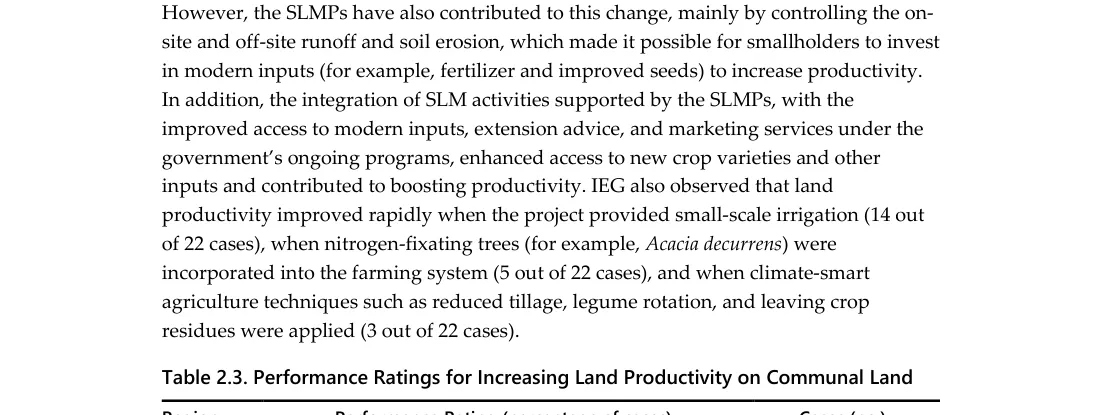 However, the SLMPs have also contributed to this change, mainly by controlling the on-
site and off-site runoff and soil erosion, which made it possible for smallholders to invest
in modern inputs (for example, fertilizer and improved seeds) to increase productivity.
In addition, the integration of SLM activities supported by the SLMPs, with the
improved access to modern inputs, extension advice, and marketing services under the
government’s ongoing programs, enhanced access to new crop varieties and other
inputs and contributed to boosting productivity. IEG also observed that land
productivity improved rapidly when the project provided small-scale irrigation (14 out
of 22 cases), when nitrogen-fixating trees (for example, Acacia decurrens) were
incorporated into the farming system (5 out of 22 cases), and when climate-smart
agriculture techniques such as reduced tillage, legume rotation, and leaving crop
residues were applied (3 out of 22 cases).
Table 2.3. Performance Ratings for Increasing Land Productivity on Communal Land